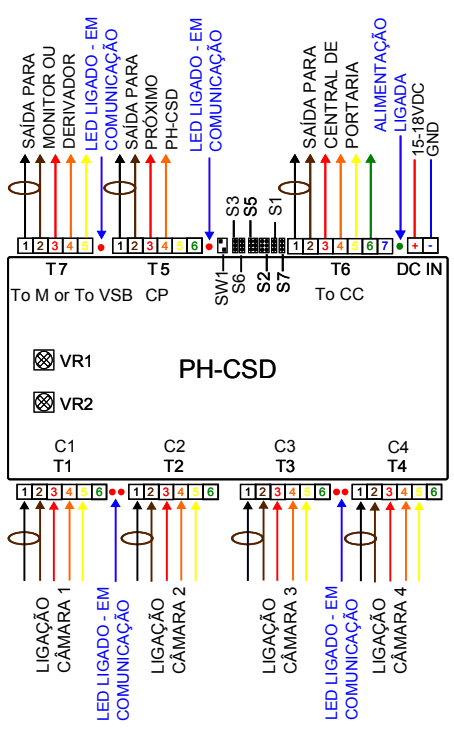 SAÍDA PARA
MONITOR OU
DERIVADOR
LED LIGADO - EM
COMUNICAÇÃO
SAÍDA PARA
PRÓXIMO
PH-CSD
LED LIGADO - EM
COMUNICAÇÃO
SAÍDA PARA
CENTRAL DE
PORTARIA
ALIMENTAÇÃO
LIGADA
15-18VDC
GND
S3
S5
S1
1 2 3 4 5
1 2 3 4 5 6
1 2 3 4 5 6 7
+ -
SW1
S6
S2
S7
T7
T5
T6
DC IN
To M or To VSB
CP
To CC
VR1
VR2
PH-CSD
C1
T1
C2
T2
C3
T3
C4
T4
1 2 3 4 5 6
1 2 3 4 5 6
1 2 3 4 5 6
1 2 3 4 5 6
LIGAÇÃO
CÂMARA 1
LED LIGADO - EM
COMUNICAÇÃO
LIGAÇÃO
CÂMARA 2
LIGAÇÃO
CÂMARA 3
LED LIGADO - EM
COMUNICAÇÃO
LIGAÇÃO
CÂMARA 4